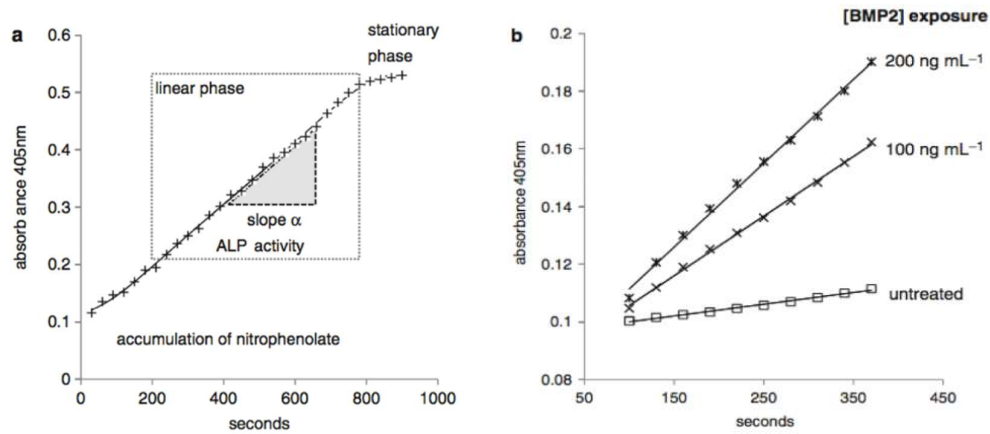 a
0.6
0.5
0.4
0.3
0.2
0.1
0
0
200
400
600
800
1000
absorb ance 405nm
seconds
stationary
phase
linear phase
slope α
ALP activity
accumulation of nitrophenolate
b
[BMP2] exposure
0.2
0.18
0.16
0.14
0.12
0.1
0.08
50
150
250
350
450
absorbance 405nm
seconds
200 ng mL⁻¹
100 ng mL⁻¹
untreated